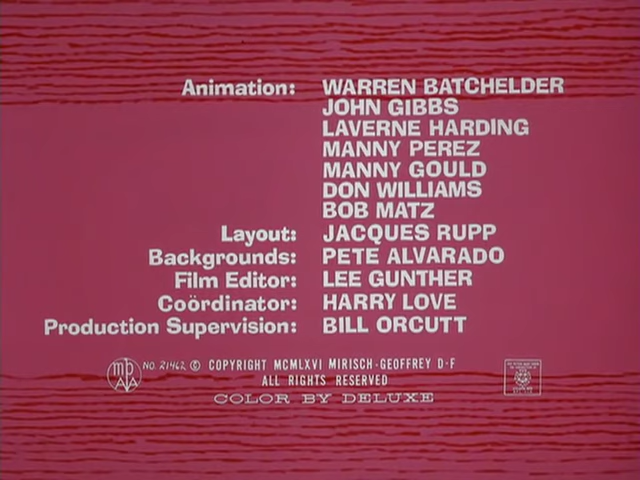 Animation: WARREN BATCHELDER
JOHN GIBBS
LAVERNE HARDING
MANNY PEREZ
MANNY GOULD
DON WILLIAMS
BOB MATZ
Layout: JACQUES RUPP
Backgrounds: PETE ALVARADO
Film Editor: LEE GUNTHER
Coördinator: HARRY LOVE
Production Supervision: BILL ORCUTT
MPAA NO. 21462 © COPYRIGHT MCMLXVI MIRISCH-GEOFFREY D-F
ALL RIGHTS RESERVED
COLOR BY DELUXE